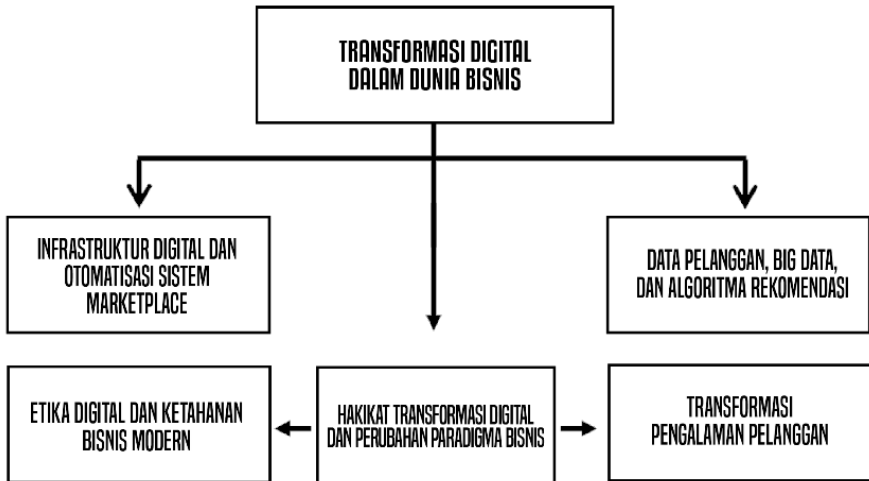 TRANSFORMASI DIGITAL
DALAM DUNIA BISNIS
INFRASTRUKTUR DIGITAL DAN
OTOMATISASI SISTEM
MARKETPLACE
DATA PELANGGAN, BIG DATA,
DAN ALGORITMA REKOMENDASI
ETIKA DIGITAL DAN KETAHANAN
BISNIS MODERN
HAKIKAT TRANSFORMASI DIGITAL
DAN PERUBAHAN PARADIGMA BISNIS
TRANSFORMASI
PENGALAMAN PELANGGAN